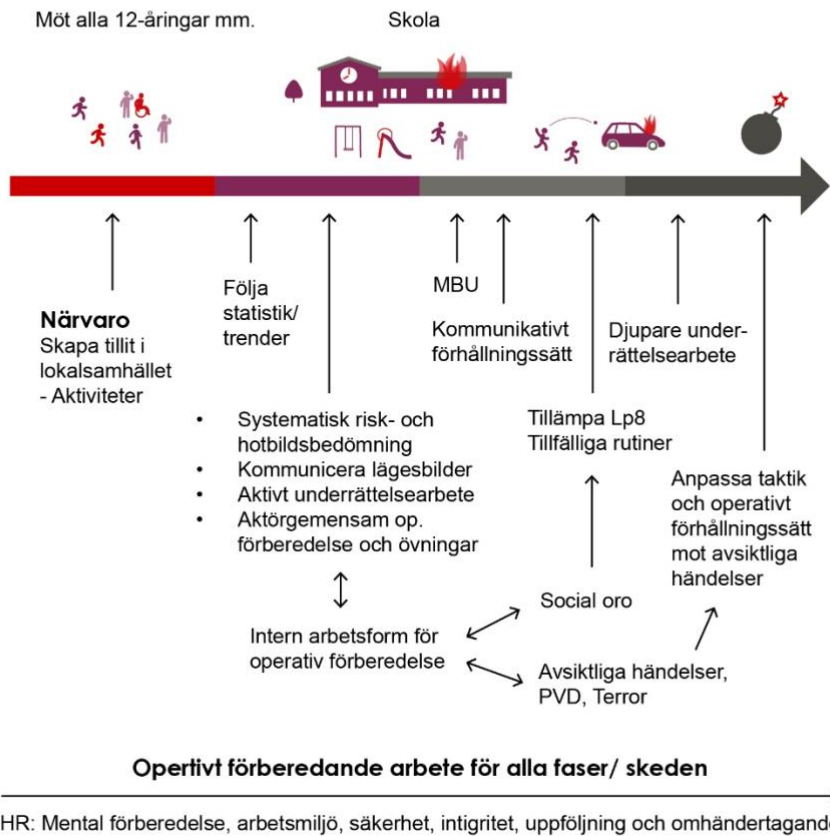 Möt alla 12-åringar mm.
Skola
Närvaro
Skapa tillit i
lokalsamhället
- Aktiviteter
Följa
statistik/
trender
MBU
Kommunikativt
förhållningssätt
Djupare under-
rättelsearbete
• Systematisk risk- och
hotbildsbedömning
• Kommunicera lägesbilder
• Aktivt underrättelsearbete
• Aktörgemensam op.
förberedelse och övningar
Tillämpa Lp8
Tillfälliga rutiner
Anpassa taktik
och operativt
förhållningssätt
mot avsiktliga
händelser
Intern arbetsform för
operativ förberedelse
Social oro
Avsiktliga händelser,
PVD, Terror
Opertivt förberedande arbete för alla faser/ skeden
HR: Mental förberedelse, arbetsmiljö, säkerhet, intigritet, uppföljning och